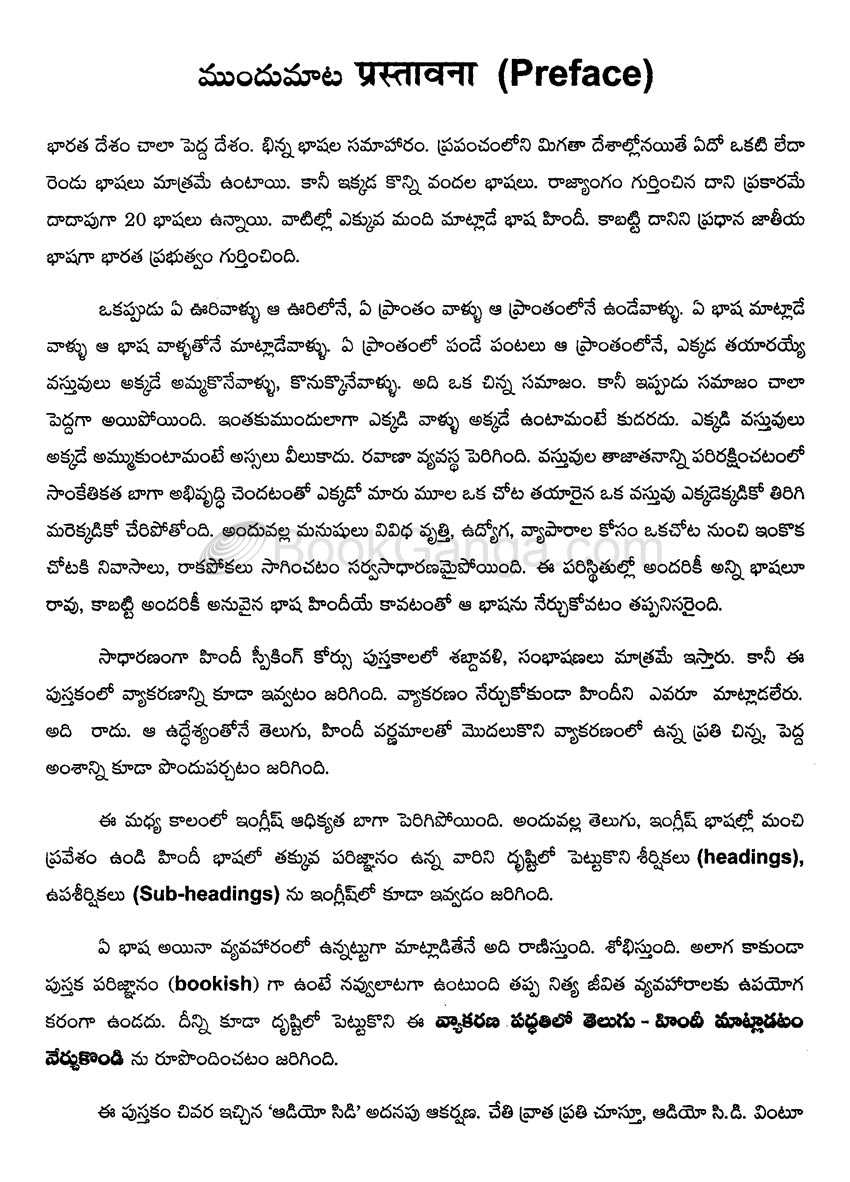 ముందుమాట प्रस्तावना (Preface)
భారత దేశం చాలా పెద్ద దేశం. భిన్న భాషల సమాహారం. ప్రపంచంలోని మిగతా దేశాల్లోనయితే ఏదో ఒకటి లేదా
రెండు భాషలు మాత్రమే ఉంటాయి. కానీ ఇక్కడ కొన్ని వందల భాషలు. రాజ్యాంగం గుర్తించిన దాని ప్రకారమే
దాదాపుగా 20 భాషలు ఉన్నాయి. వాటిల్లో ఎక్కువ మంది మాట్లాడే భాష హిందీ. కాబట్టి దానిని ప్రధాన జాతీయ
భాషగా భారత ప్రభుత్వం గుర్తించింది.
ఒకప్పుడు ఏ ఊరివాళ్ళు ఆ ఊరిలోనే, ఏ ప్రాంతం వాళ్ళు ఆ ప్రాంతంలోనే ఉండేవాళ్ళు. ఏ భాష మాట్లాడే
వాళ్ళు ఆ భాష వాళ్ళతోనే మాట్లాడేవాళ్ళు. ఏ ప్రాంతంలో పండే పంటలు ఆ ప్రాంతంలోనే, ఎక్కడ తయారయ్యే
వస్తువులు అక్కడే అమ్మకొనేవాళ్ళు, కొనుక్కొనేవాళ్ళు. అది ఒక చిన్న సమాజం. కానీ ఇప్పుడు సమాజం చాలా
పెద్దగా అయిపోయింది. ఇంతకుముందులాగా ఎక్కడి వాళ్ళు అక్కడే ఉంటామంటే కుదరదు. ఎక్కడి వస్తువులు
అక్కడే అమ్ముకుంటామంటే అస్సలు వీలుకాదు. రవాణా వ్యవస్థ పెరిగింది. వస్తువుల తాజాతనాన్ని పరిరక్షించటంలో
సాంకేతికత బాగా అభివృద్ధి చెందటంతో ఎక్కడో మారు మూల ఒక చోట తయారైన ఒక వస్తువు ఎక్కడెక్కడికో తిరిగి
మరెక్కడికో చేరిపోతోంది. అందువల్ల మనుషులు వివిధ వృత్తి, ఉద్యోగ, వ్యాపారాల కోసం ఒకచోట నుంచి ఇంకొక
చోటకి నివాసాలు, రాకపోకలు సాగించటం సర్వసాధారణమైపోయింది. ఈ పరిస్థితుల్లో అందరికీ అన్ని భాషలూ
రావు, కాబట్టి అందరికీ అనువైన భాష హిందీయే కావటంతో ఆ భాషను నేర్చుకోవటం తప్పనిసరైంది.
BookGanga.com
సాధారణంగా హిందీ స్పీకింగ్ కోర్సు పుస్తకాలలో శబ్దావళి, సంభాషణలు మాత్రమే ఇస్తారు. కానీ ఈ
పుస్తకంలో వ్యాకరణాన్ని కూడా ఇవ్వటం జరిగింది. వ్యాకరణం నేర్చుకోకుండా హిందీని ఎవరూ మాట్లాడలేరు.
అది రాదు. ఆ ఉద్ధేశ్యంతోనే తెలుగు, హిందీ వర్ణమాలతో మొదలుకొని వ్యాకరణంలో ఉన్న ప్రతి చిన్న, పెద్ద
అంశాన్ని కూడా పొందుపర్చటం జరిగింది.
ఈ మధ్య కాలంలో ఇంగ్లీష్ ఆధిక్యత బాగా పెరిగిపోయింది. అందువల్ల తెలుగు, ఇంగ్లీష్ భాషల్లో మంచి
ప్రవేశం ఉండి హిందీ భాషలో తక్కువ పరిజ్ఞానం ఉన్న వారిని దృష్టిలో పెట్టుకొని శీర్షికలు (headings),
ఉపశీర్షికలు (Sub-headings) ను ఇంగ్లీష్‌లో కూడా ఇవ్వడం జరిగింది.
ఏ భాష అయినా వ్యవహారంలో ఉన్నట్టుగా మాట్లాడితేనే అది రాణిస్తుంది. శోభిస్తుంది. అలాగ కాకుండా
పుస్తక పరిజ్ఞానం (bookish) గా ఉంటే నవ్వులాటగా ఉంటుంది తప్ప నిత్య జీవిత వ్యవహారాలకు ఉపయోగ
కరంగా ఉండదు. దీన్ని కూడా దృష్టిలో పెట్టుకొని ఈ వ్యాకరణ పద్ధతిలో తెలుగు - హిందీ మాట్లాడటం
నేర్చుకొండి ను రూపొందించటం జరిగింది.
ఈ పుస్తకం చివర ఇచ్చిన 'ఆడియో సిడి' అదనపు ఆకర్షణ. చేతి వ్రాత ప్రతి చూస్తూ, ఆడియో సి.డి. వింటూ